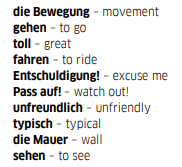 die Bewegung – movement
gehen – to go
toll – great
fahren – to ride
Entschuldigung! – excuse me
Pass auf! – watch out!
unfreundlich – unfriendly
typisch – typical
die Mauer – wall
sehen – to see